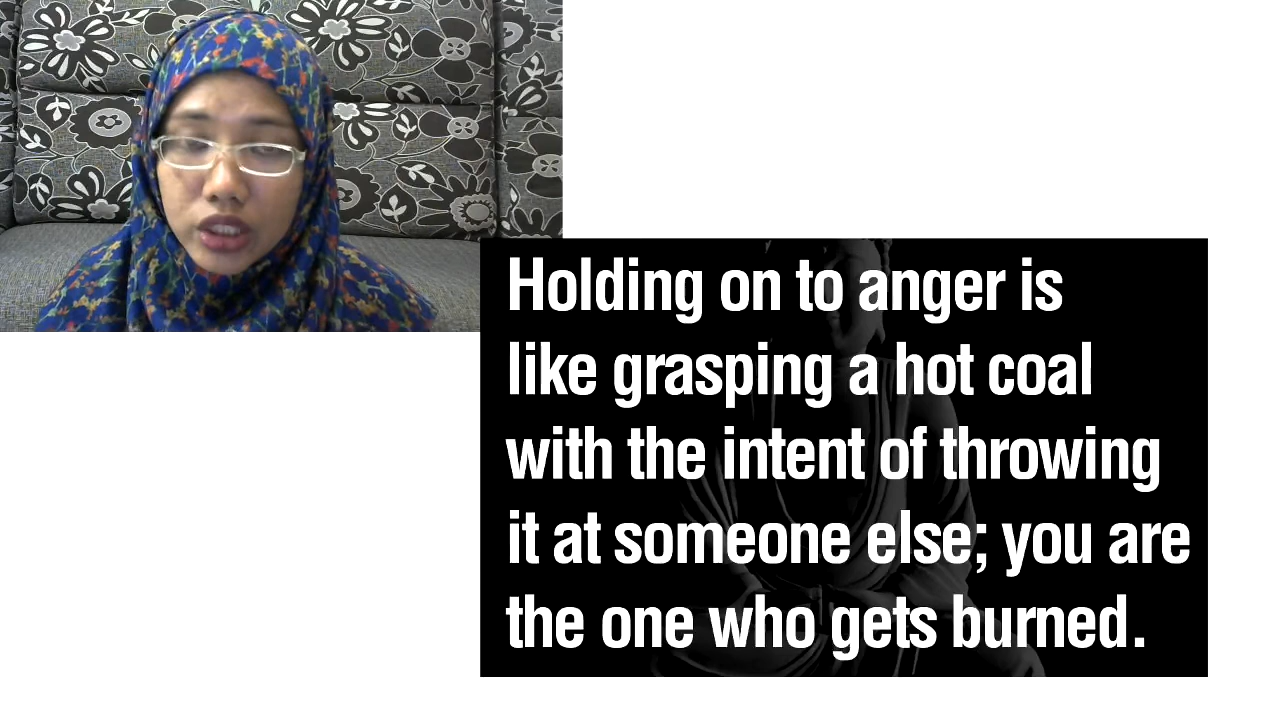 Holding on to anger is
like grasping a hot coal
with the intent of throwing
it at someone else; you are
the one who gets burned.